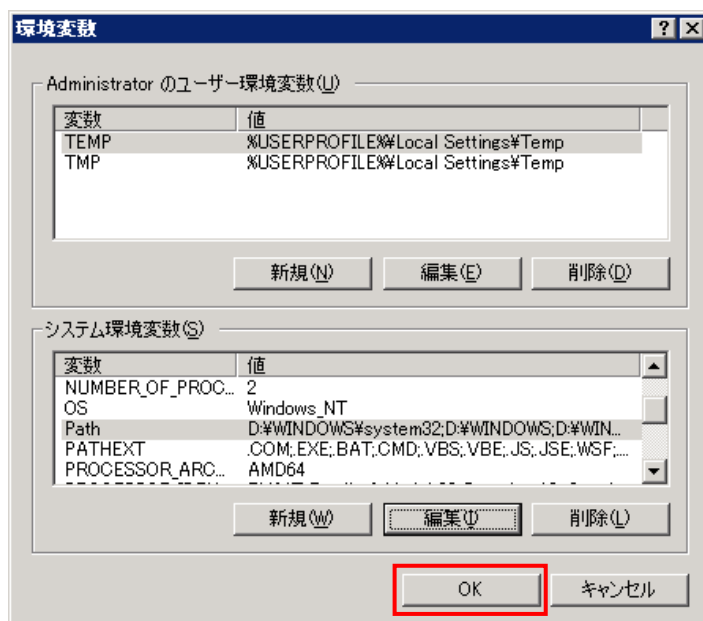 環境変数
Administrator のユーザー環境変数(U)
変数 値
TEMP %USERPROFILE%¥Local Settings¥Temp
TMP %USERPROFILE%¥Local Settings¥Temp
新規(N) 編集(E) 削除(D)
システム環境変数(S)
変数 値
NUMBER_OF_PROC... 2
OS Windows_NT
Path D:¥WINDOWS¥system32;D:¥WINDOWS;D:¥WIN...
PATHEXT .COM;.EXE;.BAT;.CMD;.VBS;.VBE;.JS;.JSE;.WSF;...
PROCESSOR_ARC... AMD64
新規(W) 編集(I) 削除(L)
OK キャンセル